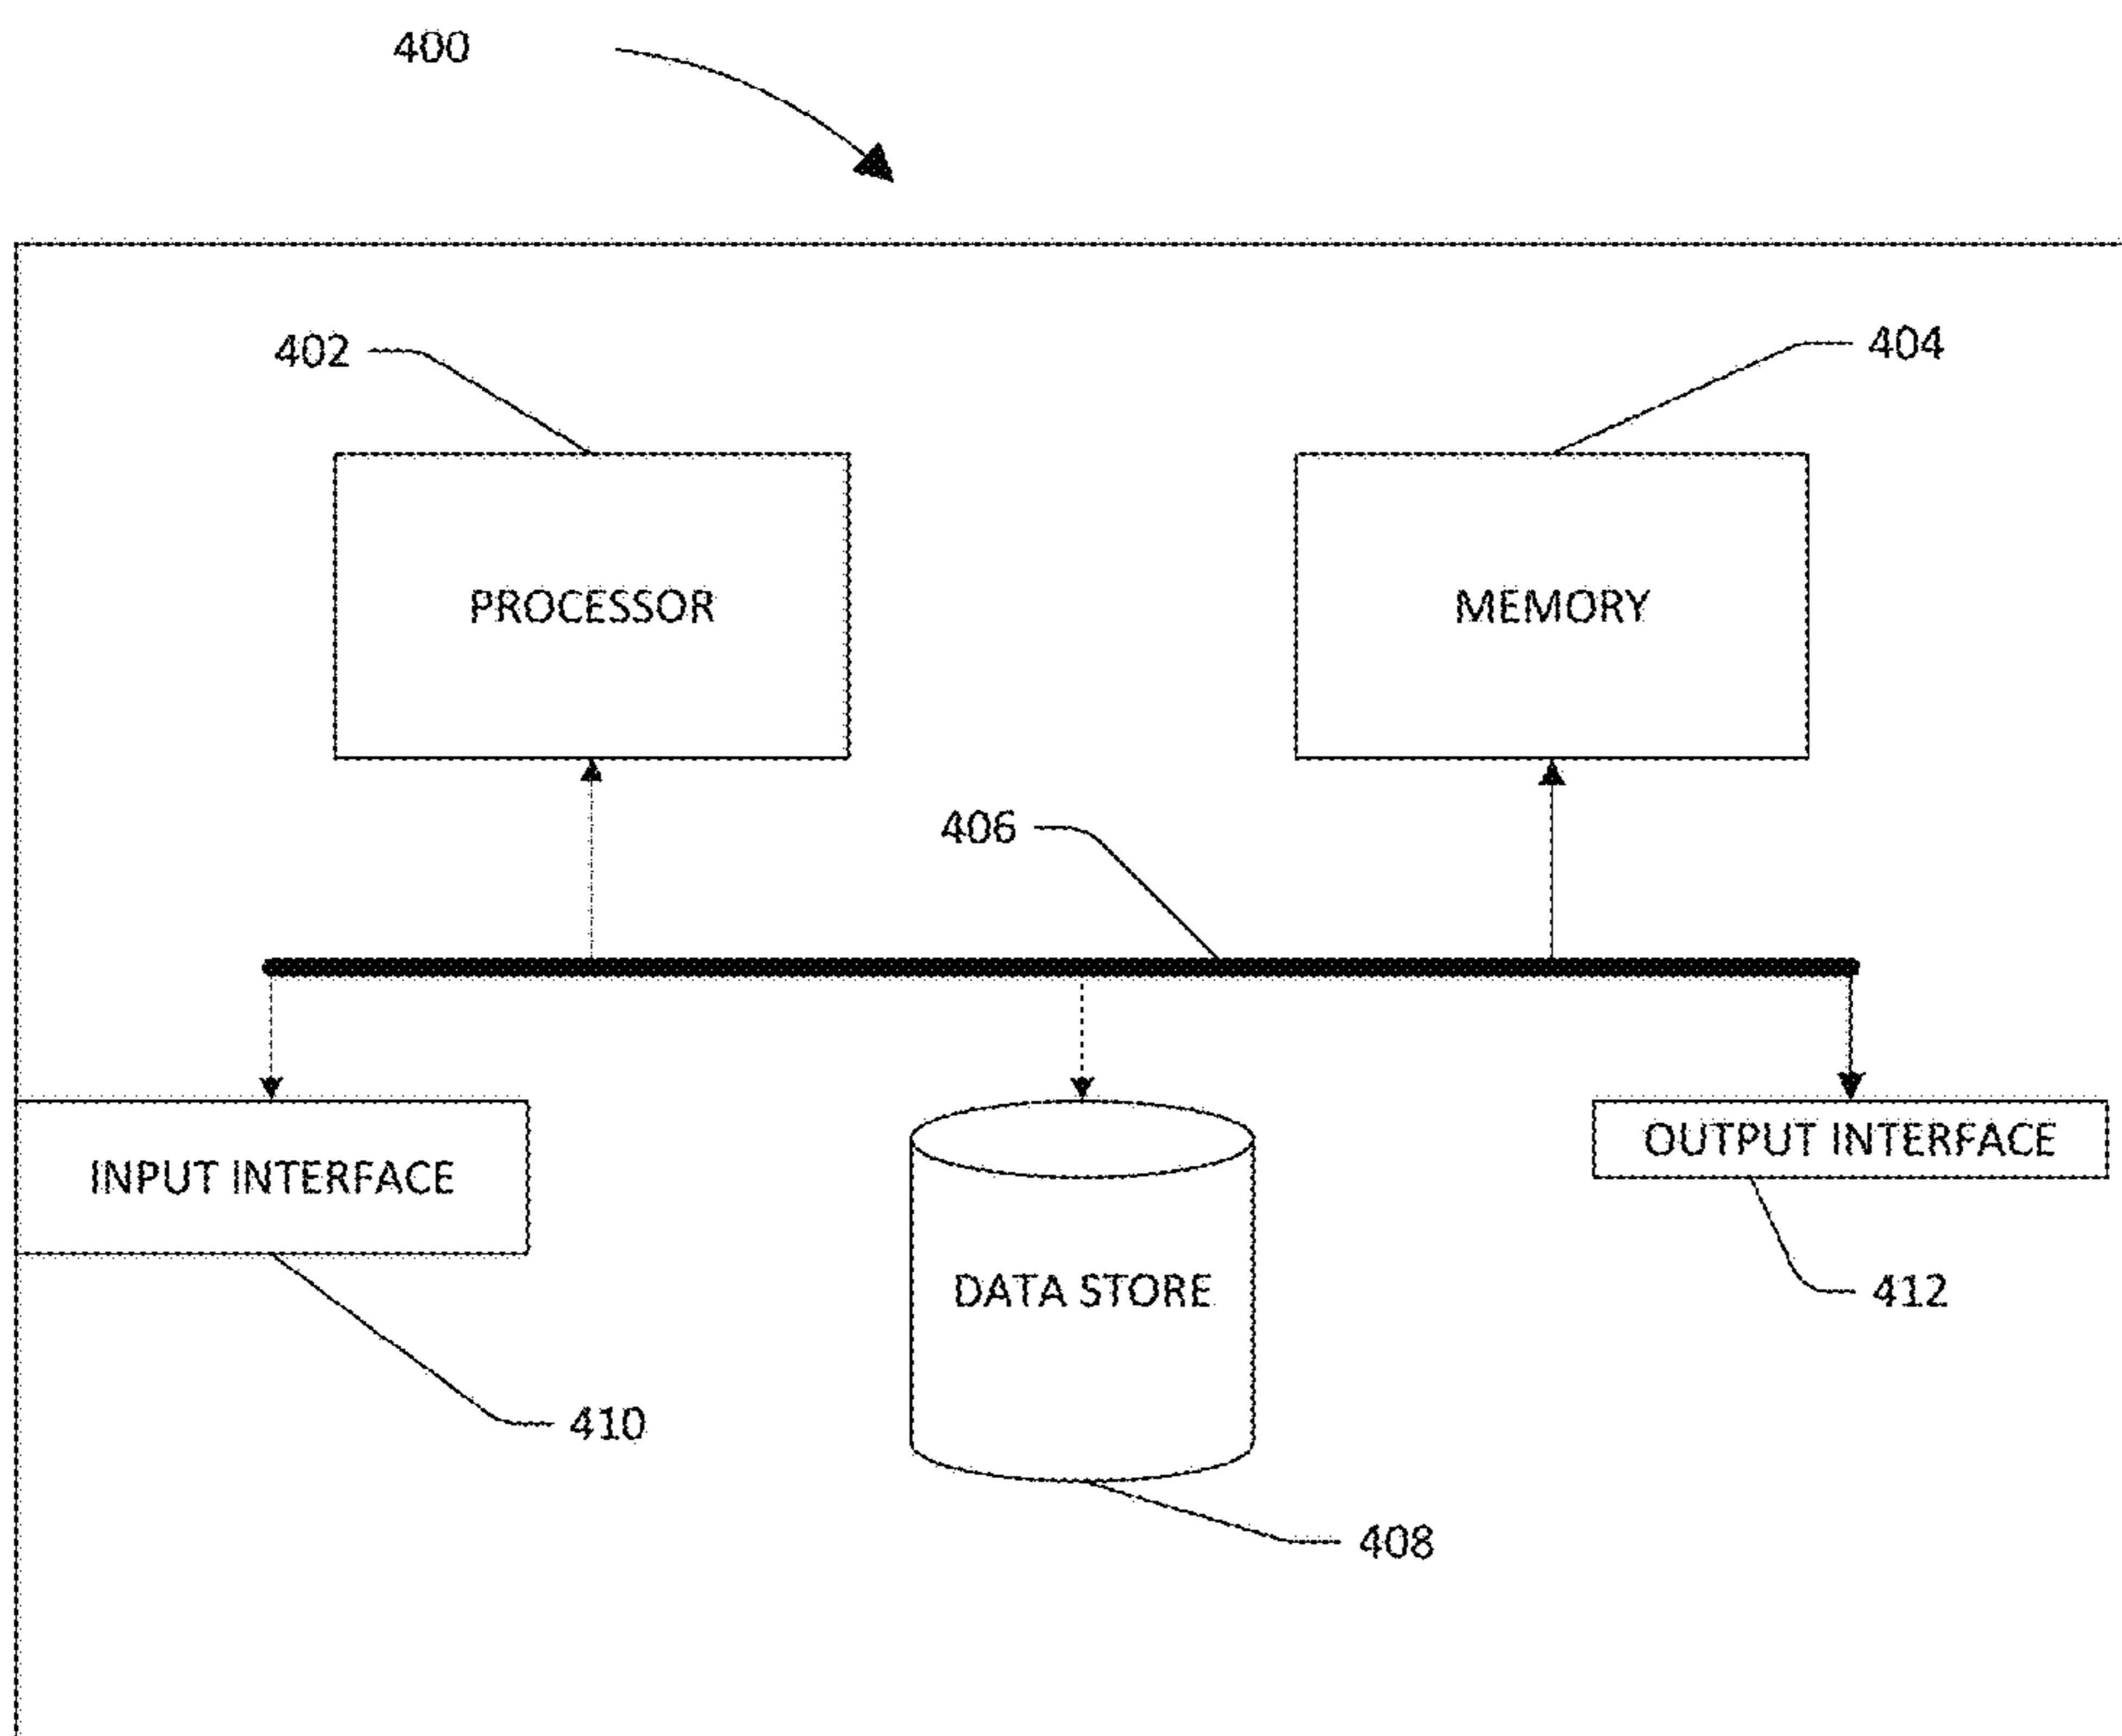 400
402
404
PROCESSOR
MEMORY
406
INPUT INTERFACE
OUTPUT INTERFACE
DATA STORE
412
410
408